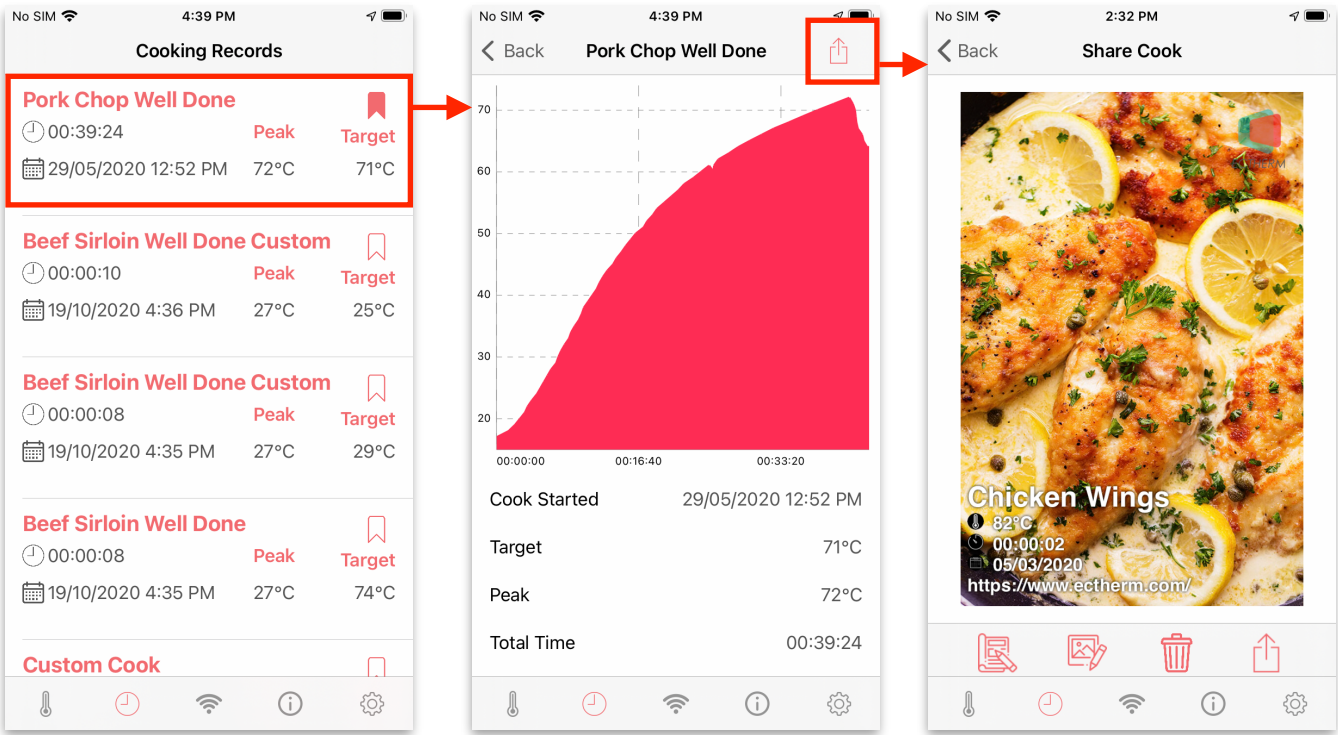 No SIM 4:39 PM
Cooking Records
Pork Chop Well Done
00:39:24 Peak Target
29/05/2020 12:52 PM 72°C 71°C
Beef Sirloin Well Done Custom
00:00:10 Peak Target
19/10/2020 4:36 PM 27°C 25°C
Beef Sirloin Well Done Custom
00:00:08 Peak Target
19/10/2020 4:35 PM 27°C 29°C
Beef Sirloin Well Done
00:00:08 Peak Target
19/10/2020 4:35 PM 27°C 74°C
Custom Cook
No SIM 4:39 PM
Back Pork Chop Well Done
70
60
50
40
30
20
00:00:00 00:16:40 00:33:20
Cook Started 29/05/2020 12:52 PM
Target 71°C
Peak 72°C
Total Time 00:39:24
No SIM 2:32 PM
Back Share Cook
Chicken Wings
82°C
00:00:02
05/03/2020
https://www.ectherm.com/